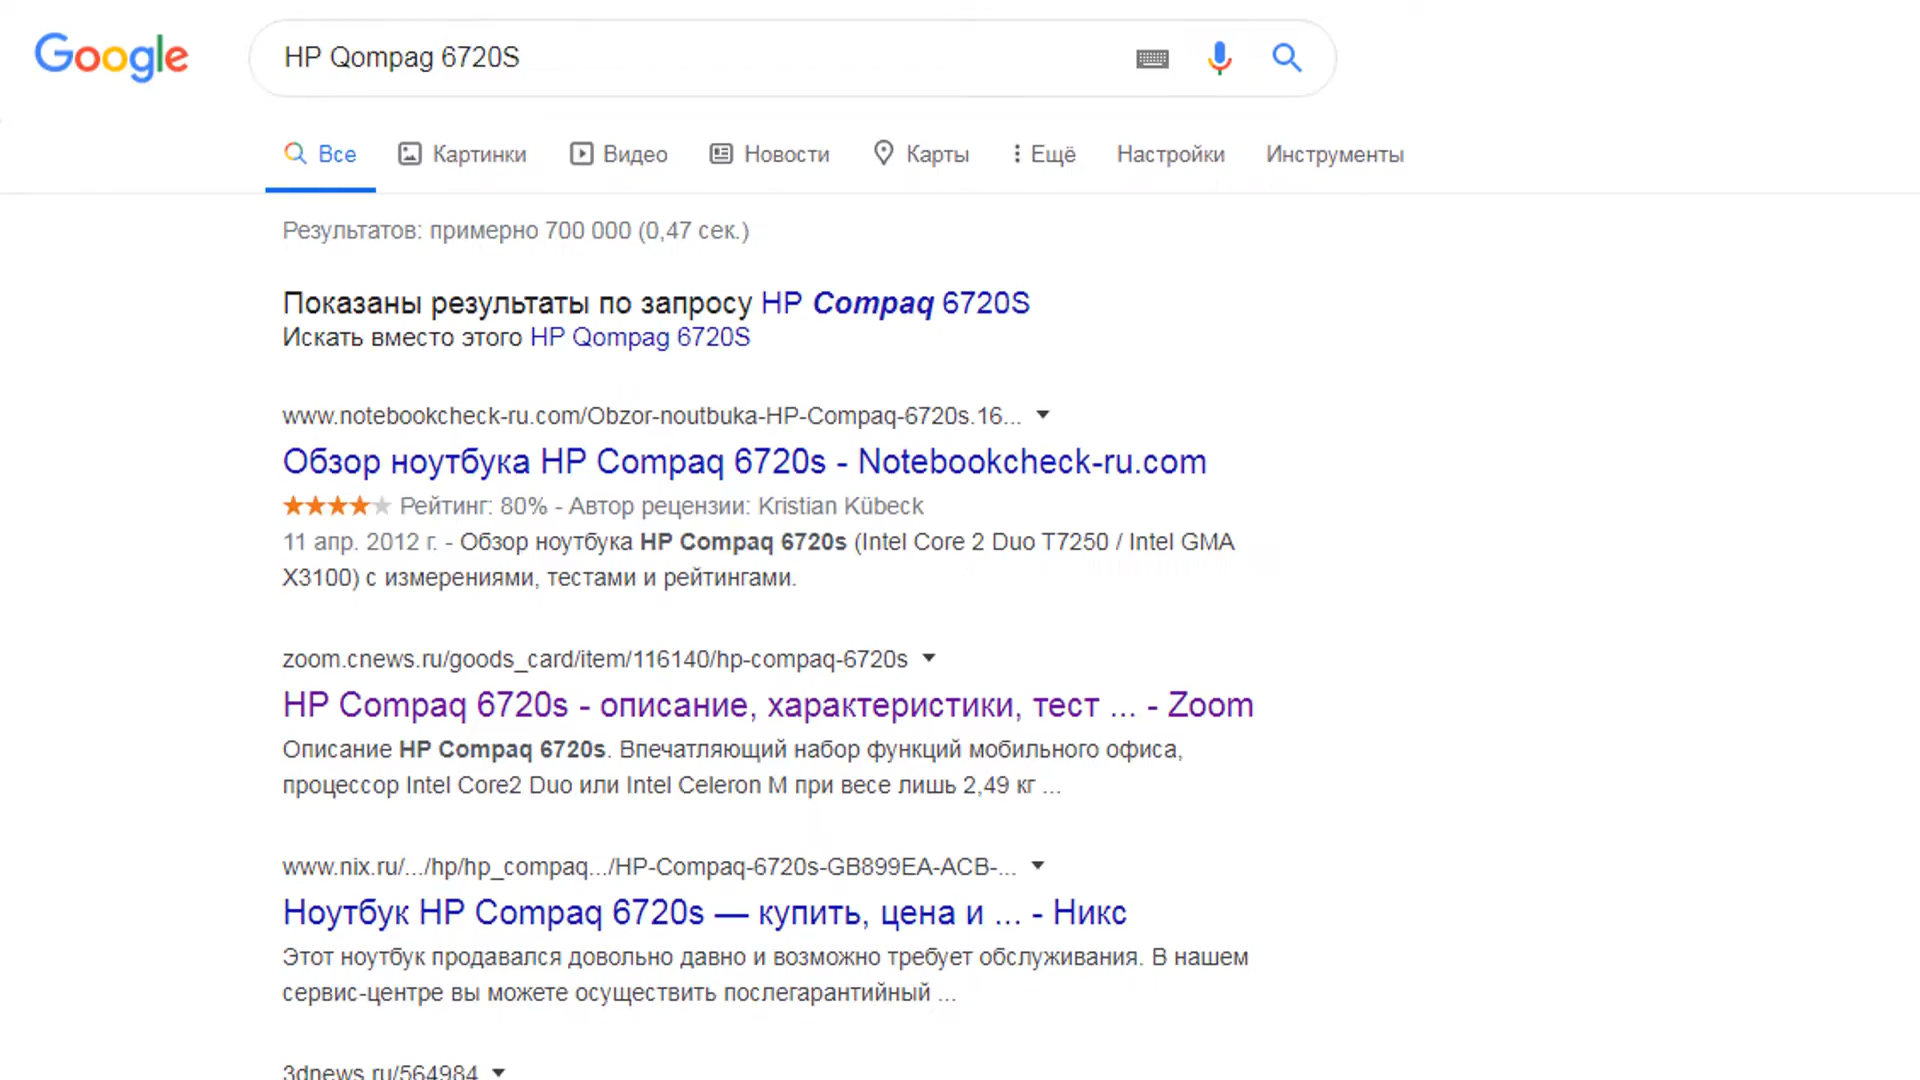 Google
HP Qompag 6720S
Все Картинки Видео Новости Карты Ещё Настройки Инструменты
Результатов: примерно 700 000 (0,47 сек.)
Показаны результаты по запросу HP Compaq 6720S
Искать вместо этого HP Qompag 6720S
www.notebookcheck-ru.com/Obzor-noutbuka-HP-Compaq-6720s.16...
Обзор ноутбука HP Compaq 6720s - Notebookcheck-ru.com
Рейтинг: 80% - Автор рецензии: Kristian Kübeck
11 апр. 2012 г. - Обзор ноутбука HP Compaq 6720s (Intel Core 2 Duo T7250 / Intel GMA
X3100) с измерениями, тестами и рейтингами.
zoom.cnews.ru/goods_card/item/116140/hp-compaq-6720s
HP Compaq 6720s - описание, характеристики, тест ... - Zoom
Описание HP Compaq 6720s. Впечатляющий набор функций мобильного офиса,
процессор Intel Core2 Duo или Intel Celeron M при весе лишь 2,49 кг ...
www.nix.ru/.../hp/hp_compaq.../HP-Compaq-6720s-GB899EA-ACB-...
Ноутбук HP Compaq 6720s — купить, цена и ... - Никс
Этот ноутбук продавался довольно давно и возможно требует обслуживания. В нашем
сервис-центре вы можете осуществить послегарантийный ...
3dnews.ru/564984